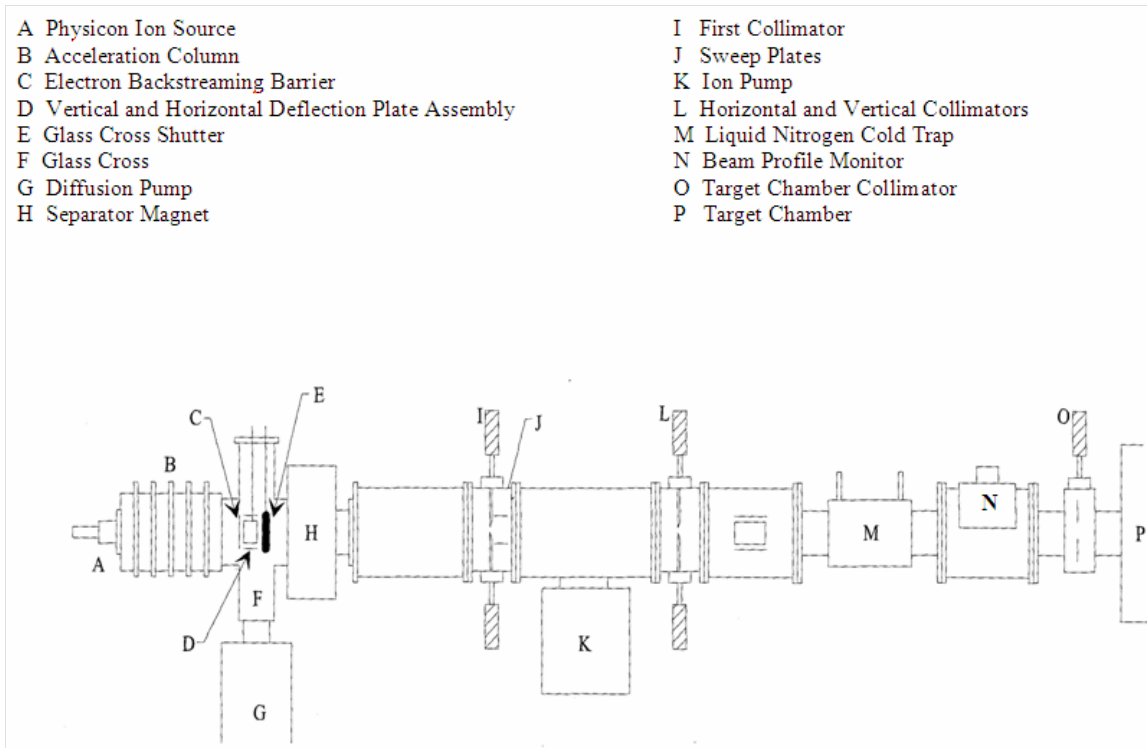 A Physicon Ion Source
B Acceleration Column
C Electron Backstreaming Barrier
D Vertical and Horizontal Deflection Plate Assembly
E Glass Cross Shutter
F Glass Cross
G Diffusion Pump
H Separator Magnet
I First Collimator
J Sweep Plates
K Ion Pump
L Horizontal and Vertical Collimators
M Liquid Nitrogen Cold Trap
N Beam Profile Monitor
O Target Chamber Collimator
P Target Chamber
E
C
I
J
L
O
B
N
A
H
M
P
F
D
K
G